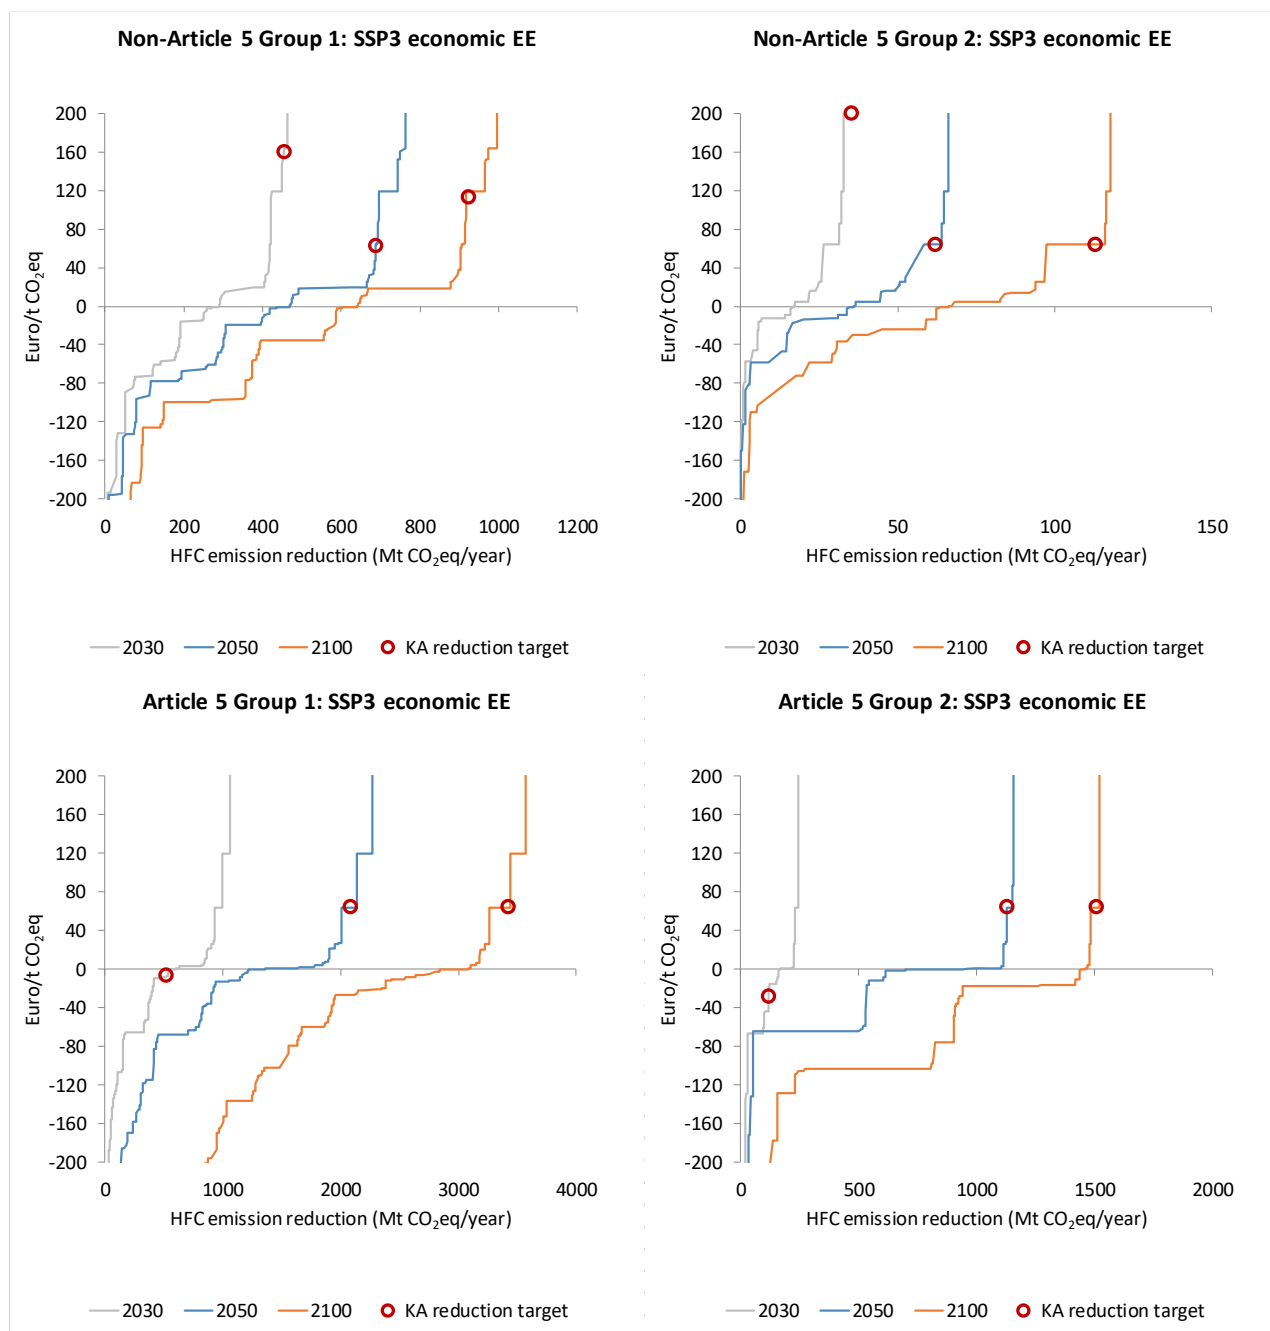 Non-Article 5 Group 1: SSP3 economic EE
200
160
120
80
40
0
-40
-80
-120
-160
-200
Euro/t CO₂eq
0 200 400 600 800 1000 1200
HFC emission reduction (Mt CO₂eq/year)
2030 2050 2100 KA reduction target
Non-Article 5 Group 2: SSP3 economic EE
200
160
120
80
40
0
-40
-80
-120
-160
-200
Euro/t CO₂eq
0 50 100 150
HFC emission reduction (Mt CO₂eq/year)
2030 2050 2100 KA reduction target
Article 5 Group 1: SSP3 economic EE
200
160
120
80
40
0
-40
-80
-120
-160
-200
Euro/t CO₂eq
0 1000 2000 3000 4000
HFC emission reduction (Mt CO₂eq/year)
2030 2050 2100 KA reduction target
Article 5 Group 2: SSP3 economic EE
200
160
120
80
40
0
-40
-80
-120
-160
-200
Euro/t CO₂eq
0 500 1000 1500 2000
HFC emission reduction (Mt CO₂eq/year)
2030 2050 2100 KA reduction target